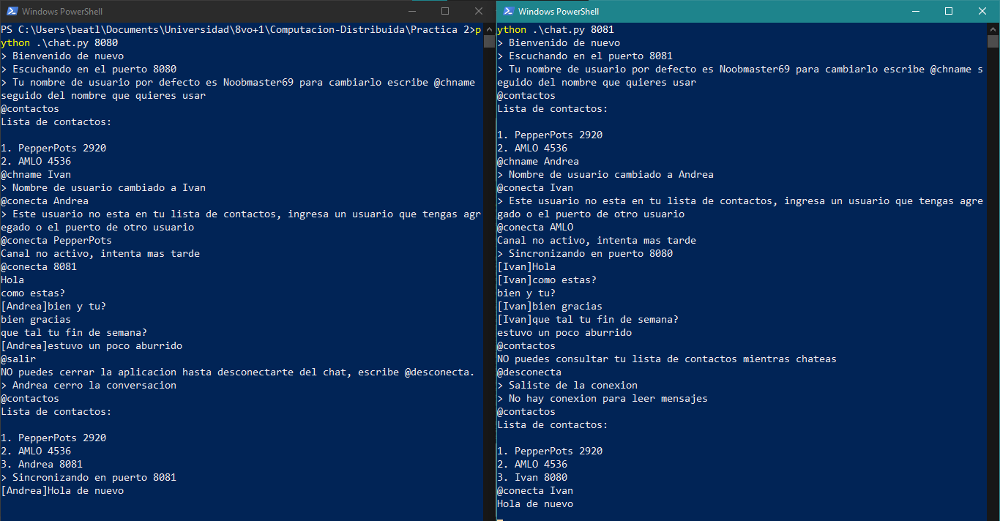 Windows PowerShell
PS C:\Users\beatl\Documents\Universidad\8vo+1\Computacion-Distribuida\Practica 2>p
ython .\chat.py 8080
> Bienvenido de nuevo
> Escuchando en el puerto 8080
> Tu nombre de usuario por defecto es Noobmaster69 para cambiarlo escribe @chname
seguido del nombre que quieres usar
@contactos
Lista de contactos:
1. PepperPots 2920
2. AMLO 4536
@chname Ivan
> Nombre de usuario cambiado a Ivan
@conecta Andrea
> Este usuario no esta en tu lista de contactos, ingresa un usuario que tengas agr
egado o el puerto de otro usuario
@conecta PepperPots
Canal no activo, intenta mas tarde
@conecta 8081
Hola
como estas?
[Andrea]bien y tu?
bien gracias
que tal tu fin de semana?
[Andrea]estuvo un poco aburrido
@salir
NO puedes cerrar la aplicacion hasta desconectarte del chat, escribe @desconecta.
> Andrea cerro la conversacion
@contactos
Lista de contactos:
1. PepperPots 2920
2. AMLO 4536
3. Andrea 8081
> Sincronizando en puerto 8081
[Andrea]Hola de nuevo
Windows PowerShell
ython .\chat.py 8081
> Bienvenido de nuevo
> Escuchando en el puerto 8081
> Tu nombre de usuario por defecto es Noobmaster69 para cambiarlo escribe @chname s
eguido del nombre que quieres usar
@contactos
Lista de contactos:
1. PepperPots 2920
2. AMLO 4536
@chname Andrea
> Nombre de usuario cambiado a Andrea
@conecta Ivan
> Este usuario no esta en tu lista de contactos, ingresa un usuario que tengas agre
gado o el puerto de otro usuario
@conecta AMLO
Canal no activo, intenta mas tarde
> Sincronizando en puerto 8080
[Ivan]Hola
[Ivan]como estas?
bien y tu?
[Ivan]bien gracias
[Ivan]que tal tu fin de semana?
estuvo un poco aburrido
@contactos
NO puedes consultar tu lista de contactos mientras chateas
@desconecta
> Saliste de la conexion
> No hay conexion para leer mensajes
@contactos
Lista de contactos:
1. PepperPots 2920
2. AMLO 4536
3. Ivan 8080
@conecta Ivan
Hola de nuevo